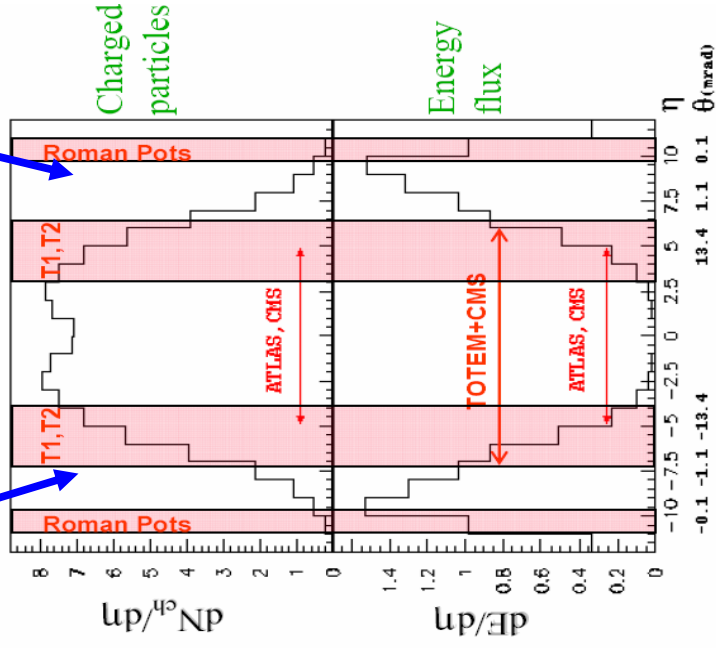 Charged
particles
dN_ch/dη
8
7
6
5
4
3
2
1
0
Roman Pots
T1,T2
T1,T2
Roman Pots
ATLAS,CMS
Energy
flux
dE/dη
1.4
1.2
1
0.8
0.6
0.4
0.2
0
TOTEM+CMS
ATLAS,CMS
-10 -7.5 -5 -2.5 0 2.5 5 7.5 10 η
-0.1 -1.1 -13.4 13.4 1.1 0.1 θ(mrad)